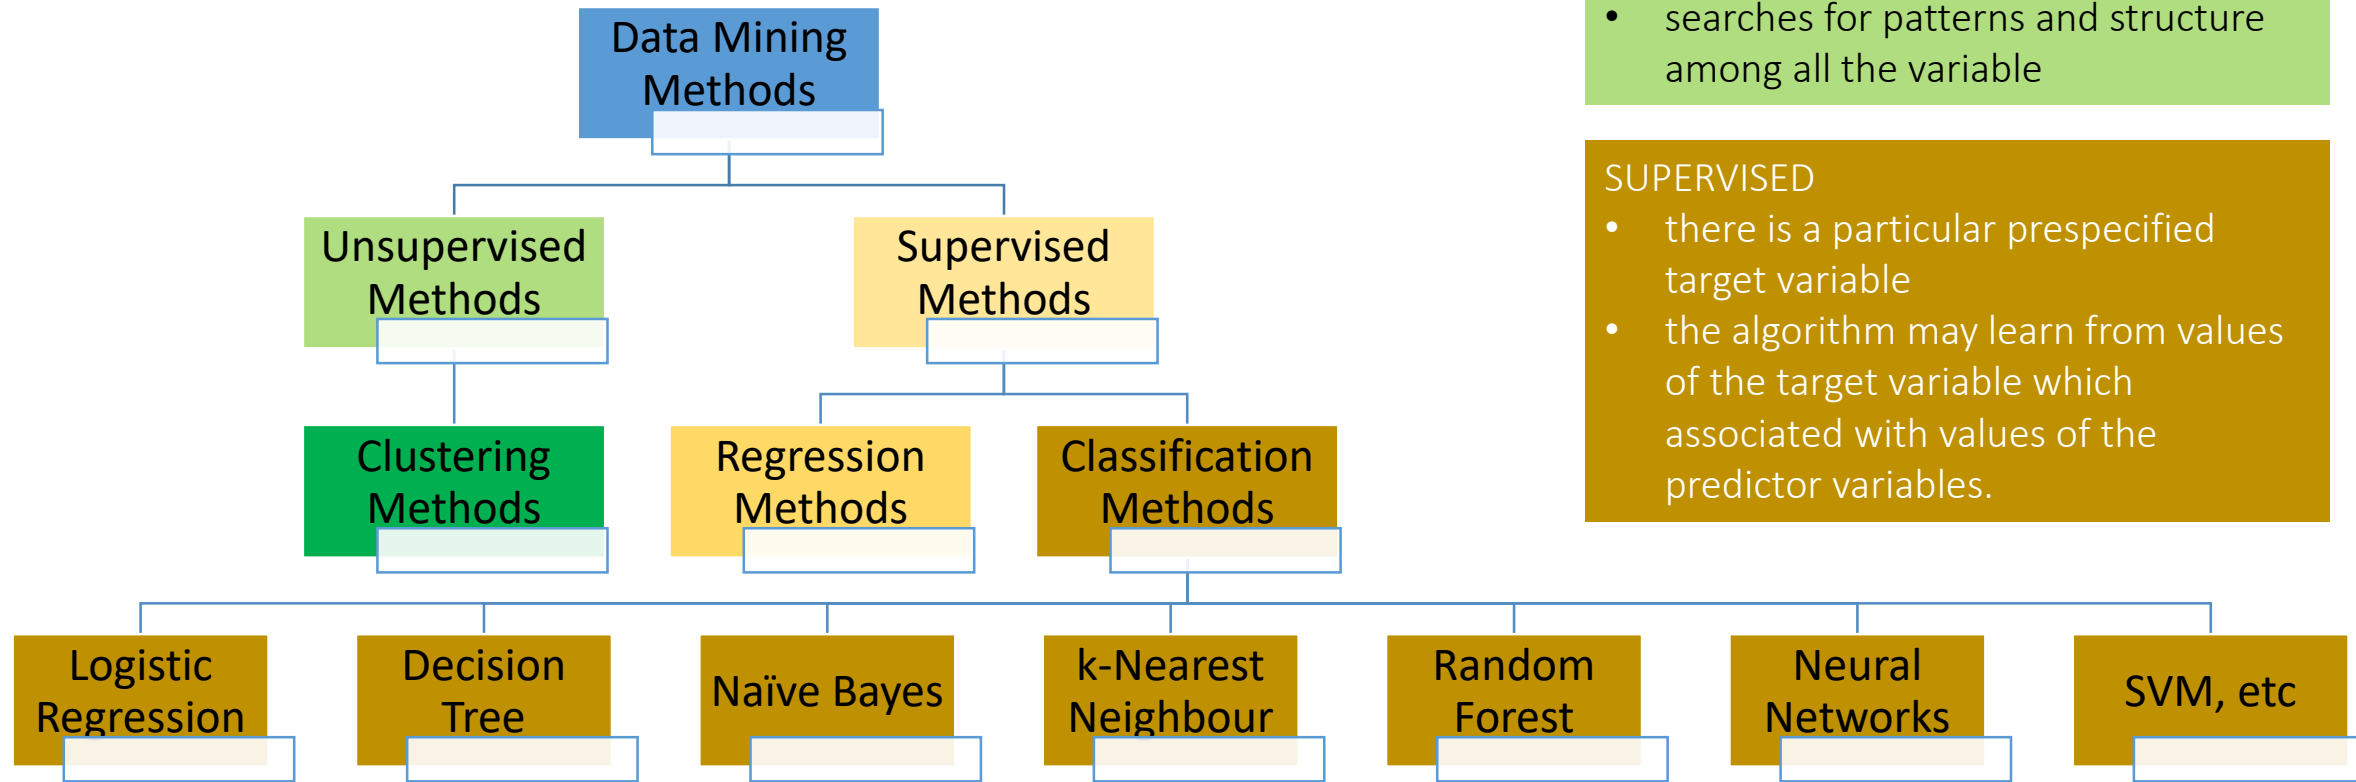 Data Mining
Methods
Unsupervised
Methods
Supervised
Methods
Clustering
Methods
Regression
Methods
Classification
Methods
Logistic
Regression
Decision
Tree
Naïve Bayes
k-Nearest
Neighbour
Random
Forest
Neural
Networks
SVM, etc
• searches for patterns and structure
among all the variable
SUPERVISED
• there is a particular prespecified
target variable
• the algorithm may learn from values
of the target variable which
associated with values of the
predictor variables.